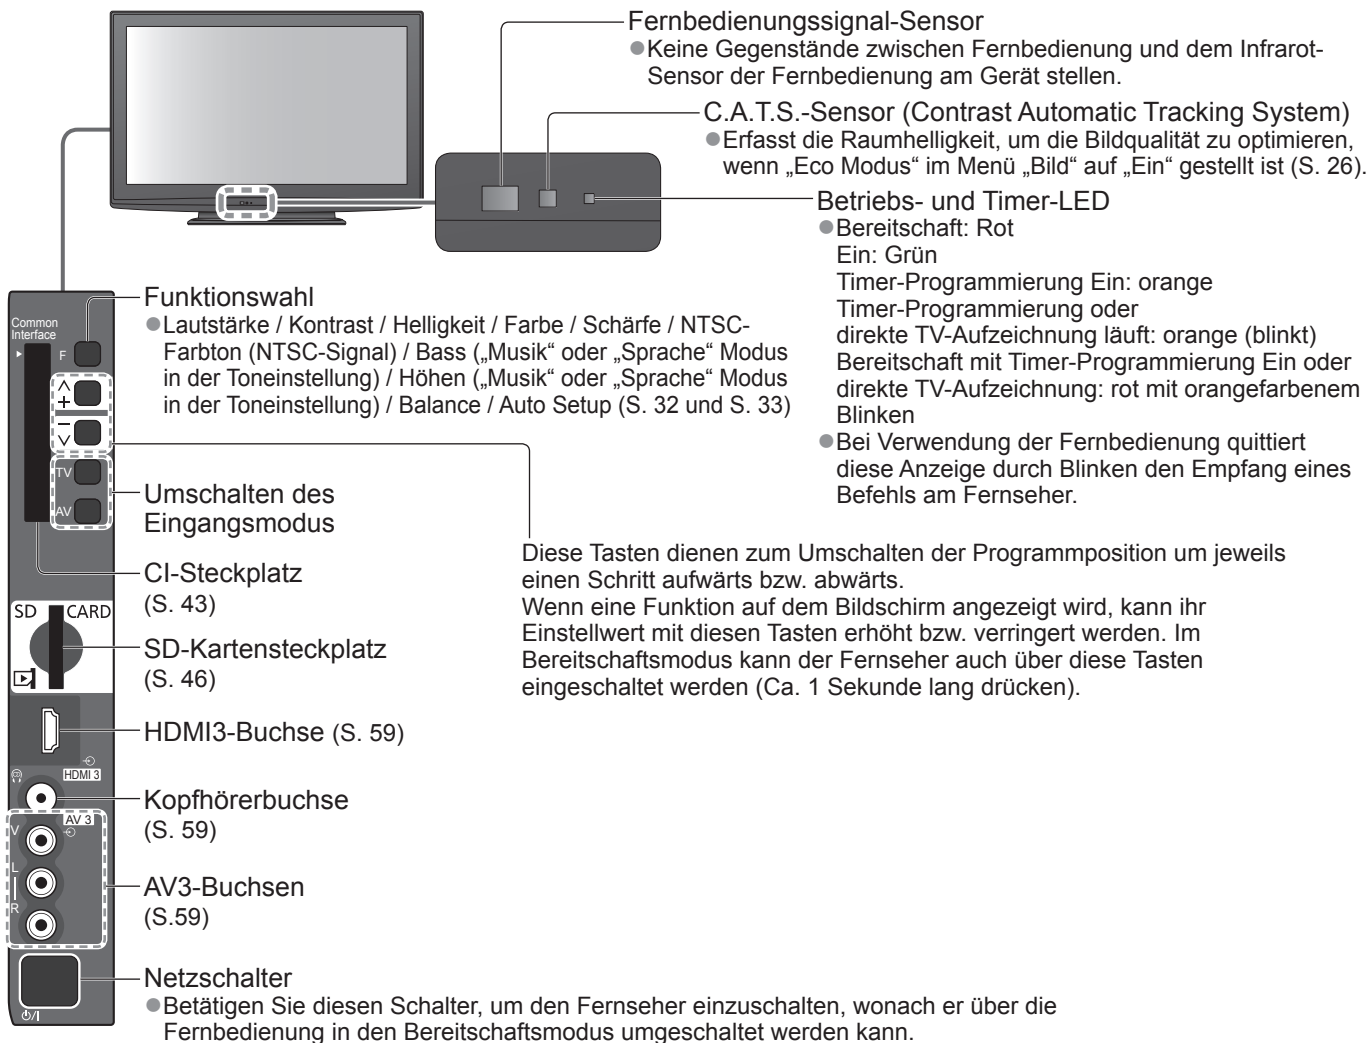 Fernbedienungssignal-Sensor
●Keine Gegenstände zwischen Fernbedienung und dem Infrarot-
Sensor der Fernbedienung am Gerät stellen.
C.A.T.S.-Sensor (Contrast Automatic Tracking System)
●Erfasst die Raumhelligkeit, um die Bildqualität zu optimieren,
wenn „Eco Modus“ im Menü „Bild“ auf „Ein“ gestellt ist (S. 26).
Betriebs- und Timer-LED
●Bereitschaft: Rot
Ein: Grün
Timer-Programmierung Ein: orange
Timer-Programmierung oder
direkte TV-Aufzeichnung läuft: orange (blinkt)
Bereitschaft mit Timer-Programmierung Ein oder
direkte TV-Aufzeichnung: rot mit orangefarbenem
Blinken
●Bei Verwendung der Fernbedienung quittiert
diese Anzeige durch Blinken den Empfang eines
Befehls am Fernseher.
Common
Interface
F
TV
AV
Funktionswahl
●Lautstärke / Kontrast / Helligkeit / Farbe / Schärfe / NTSC-
Farbton (NTSC-Signal) / Bass („Musik“ oder „Sprache“ Modus
in der Toneinstellung) / Höhen („Musik“ oder „Sprache“ Modus
in der Toneinstellung) / Balance / Auto Setup (S. 32 und S. 33)
Umschalten des
Eingangsmodus
Diese Tasten dienen zum Umschalten der Programmposition um jeweils
einen Schritt aufwärts bzw. abwärts.
Wenn eine Funktion auf dem Bildschirm angezeigt wird, kann ihr
Einstellwert mit diesen Tasten erhöht bzw. verringert werden. Im
Bereitschaftsmodus kann der Fernseher auch über diese Tasten
eingeschaltet werden (Ca. 1 Sekunde lang drücken).
CI-Steckplatz
(S. 43)
SD CARD
SD-Kartensteckplatz
(S. 46)
HDMI3-Buchse (S. 59)
HDMI 3
Kopfhörerbuchse
(S. 59)
AV 3
V
L
R
AV3-Buchsen
(S.59)
Netzschalter
●Betätigen Sie diesen Schalter, um den Fernseher einzuschalten, wonach er über die
Fernbedienung in den Bereitschaftsmodus umgeschaltet werden kann.